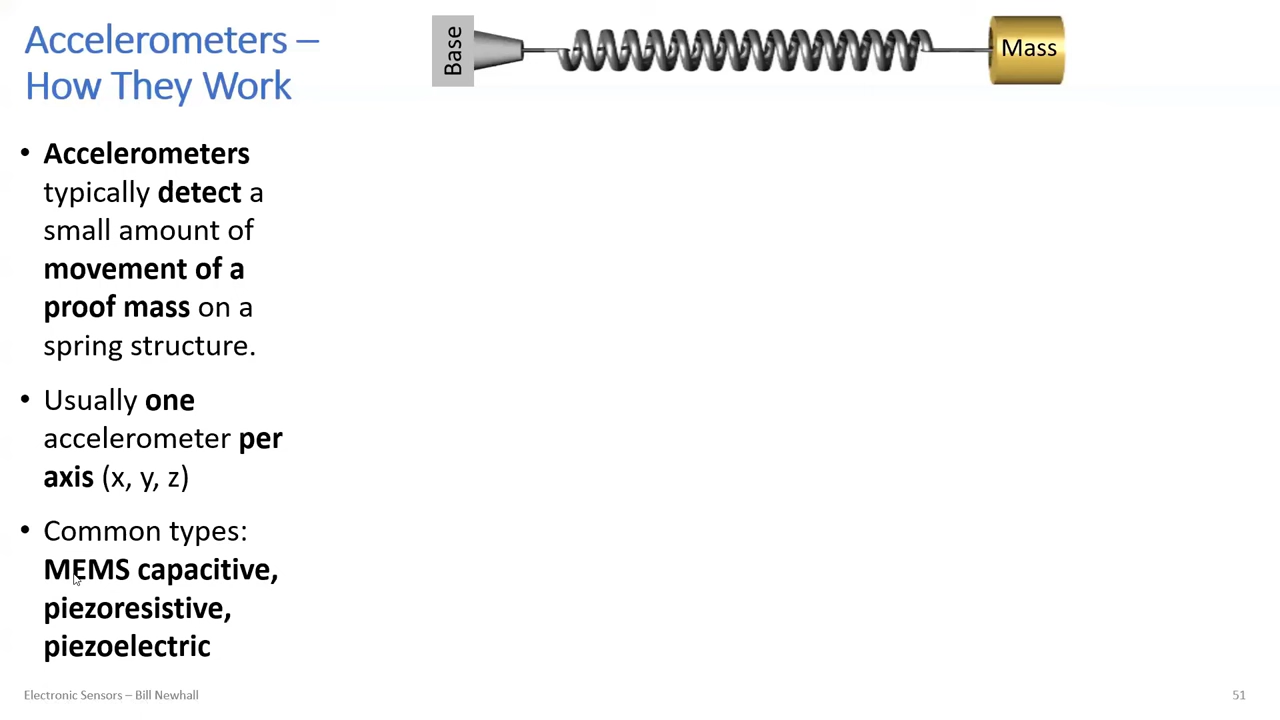 Accelerometers –
How They Work
Base
Mass
• Accelerometers
typically detect a
small amount of
movement of a
proof mass on a
spring structure.
• Usually one
accelerometer per
axis (x, y, z)
• Common types:
MEMS capacitive,
piezoresistive,
piezoelectric
Electronic Sensors – Bill Newhall
51